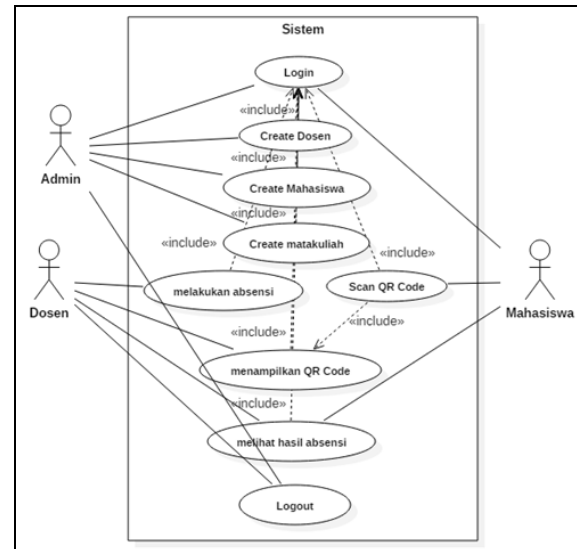 Sistem
Login
«include»
Create Dosen
Admin
«include»
Create Mahasiswa
«include»
Create matakuliah
«include»
«include»
melakukan absensi
Scan QR Code
Dosen
Mahasiswa
«include»
«include»
menampilkan QR Code
«include»
melihat hasil absensi
Logout